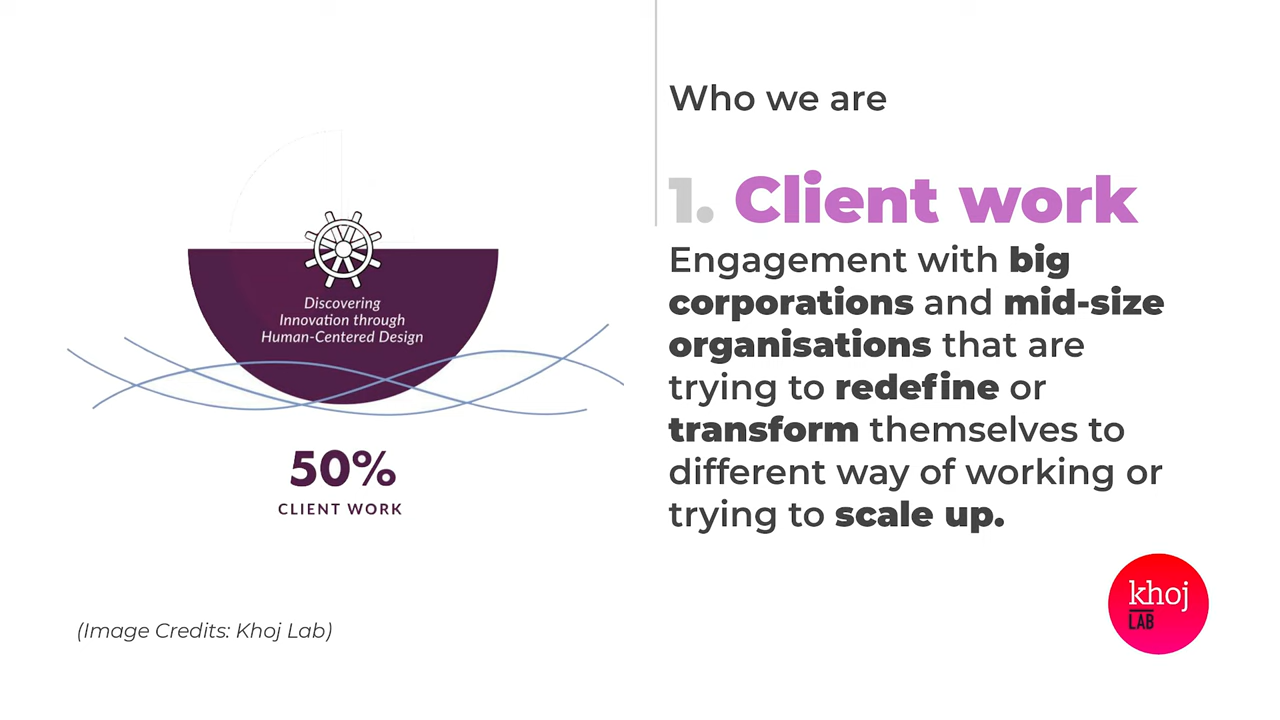 Discovering
Innovation through
Human-Centered Design
50%
CLIENT WORK
(Image Credits: Khoj Lab)
Who we are
1. Client work
Engagement with big
corporations and mid-size
organisations that are
trying to redefine or
transform themselves to
different way of working or
trying to scale up.
khoj
LAB